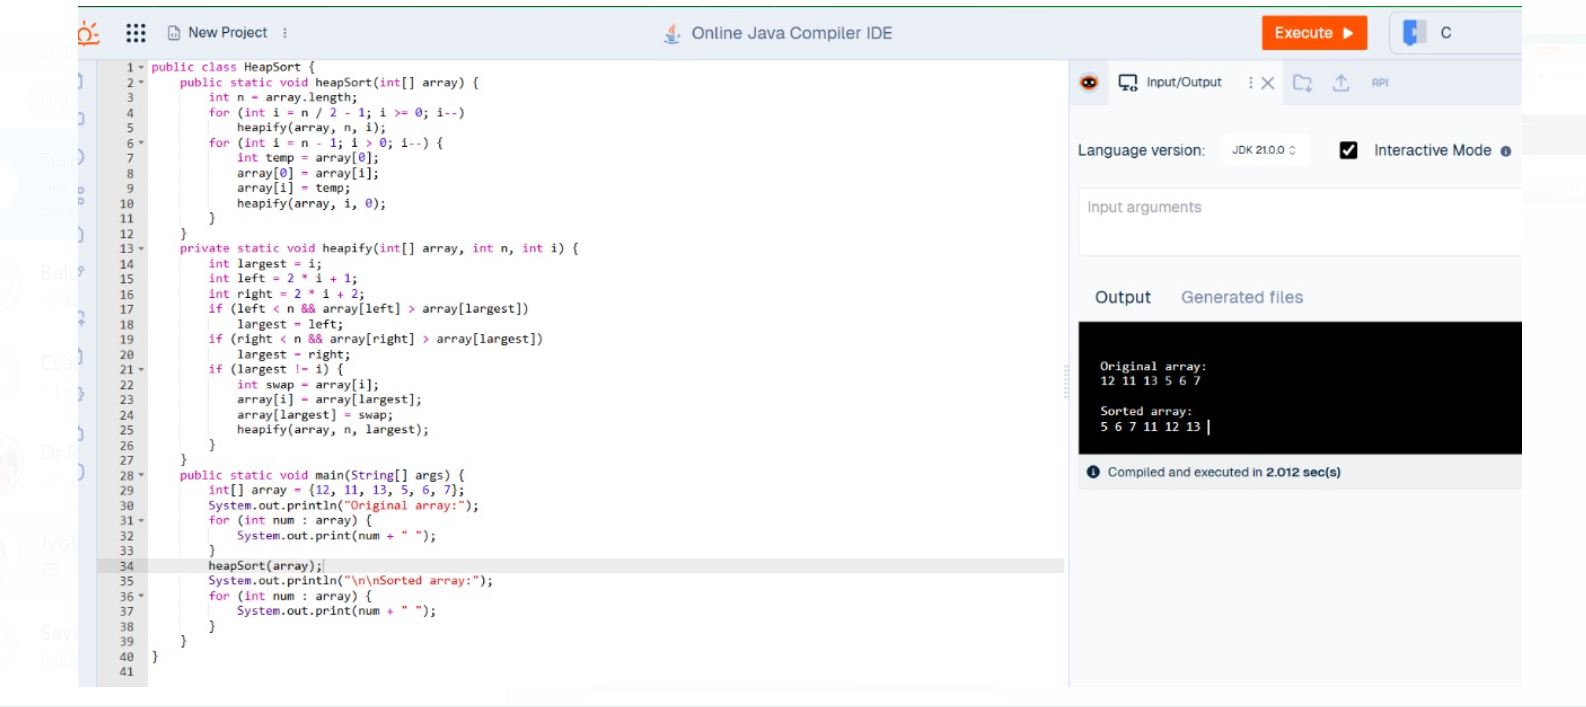 New Project
Online Java Compiler IDE
Execute
C
1 public class HeapSort {
2 public static void heapSort(int[] array) {
3 int n = array.length;
4 for (int i = n / 2 - 1; i >= 0; i--)
5 heapify(array, n, i);
6 for (int i = n - 1; i > 0; i--) {
7 int temp = array[0];
8 array[0] = array[i];
9 array[i] = temp;
10 heapify(array, i, 0);
11 }
12 }
13 private static void heapify(int[] array, int n, int i) {
14 int largest = i;
15 int left = 2 * i + 1;
16 int right = 2 * i + 2;
17 if (left < n && array[left] > array[largest])
18 largest = left;
19 if (right < n && array[right] > array[largest])
20 largest = right;
21 if (largest != i) {
22 int swap = array[i];
23 array[i] = array[largest];
24 array[largest] = swap;
25 heapify(array, n, largest);
26 }
27 }
28 public static void main(String[] args) {
29 int[] array = {12, 11, 13, 5, 6, 7};
30 System.out.println("Original array:");
31 for (int num : array) {
32 System.out.print(num + " ");
33 }
34 heapSort(array);
35 System.out.println("\n\nSorted array:");
36 for (int num : array) {
37 System.out.print(num + " ");
38 }
39 }
40 }
41
Input/Output
API
Language version: JDK 21.0.0 Interactive Mode
Input arguments
Output Generated files
Original array:
12 11 13 5 6 7
Sorted array:
5 6 7 11 12 13
Compiled and executed in 2.012 sec(s)